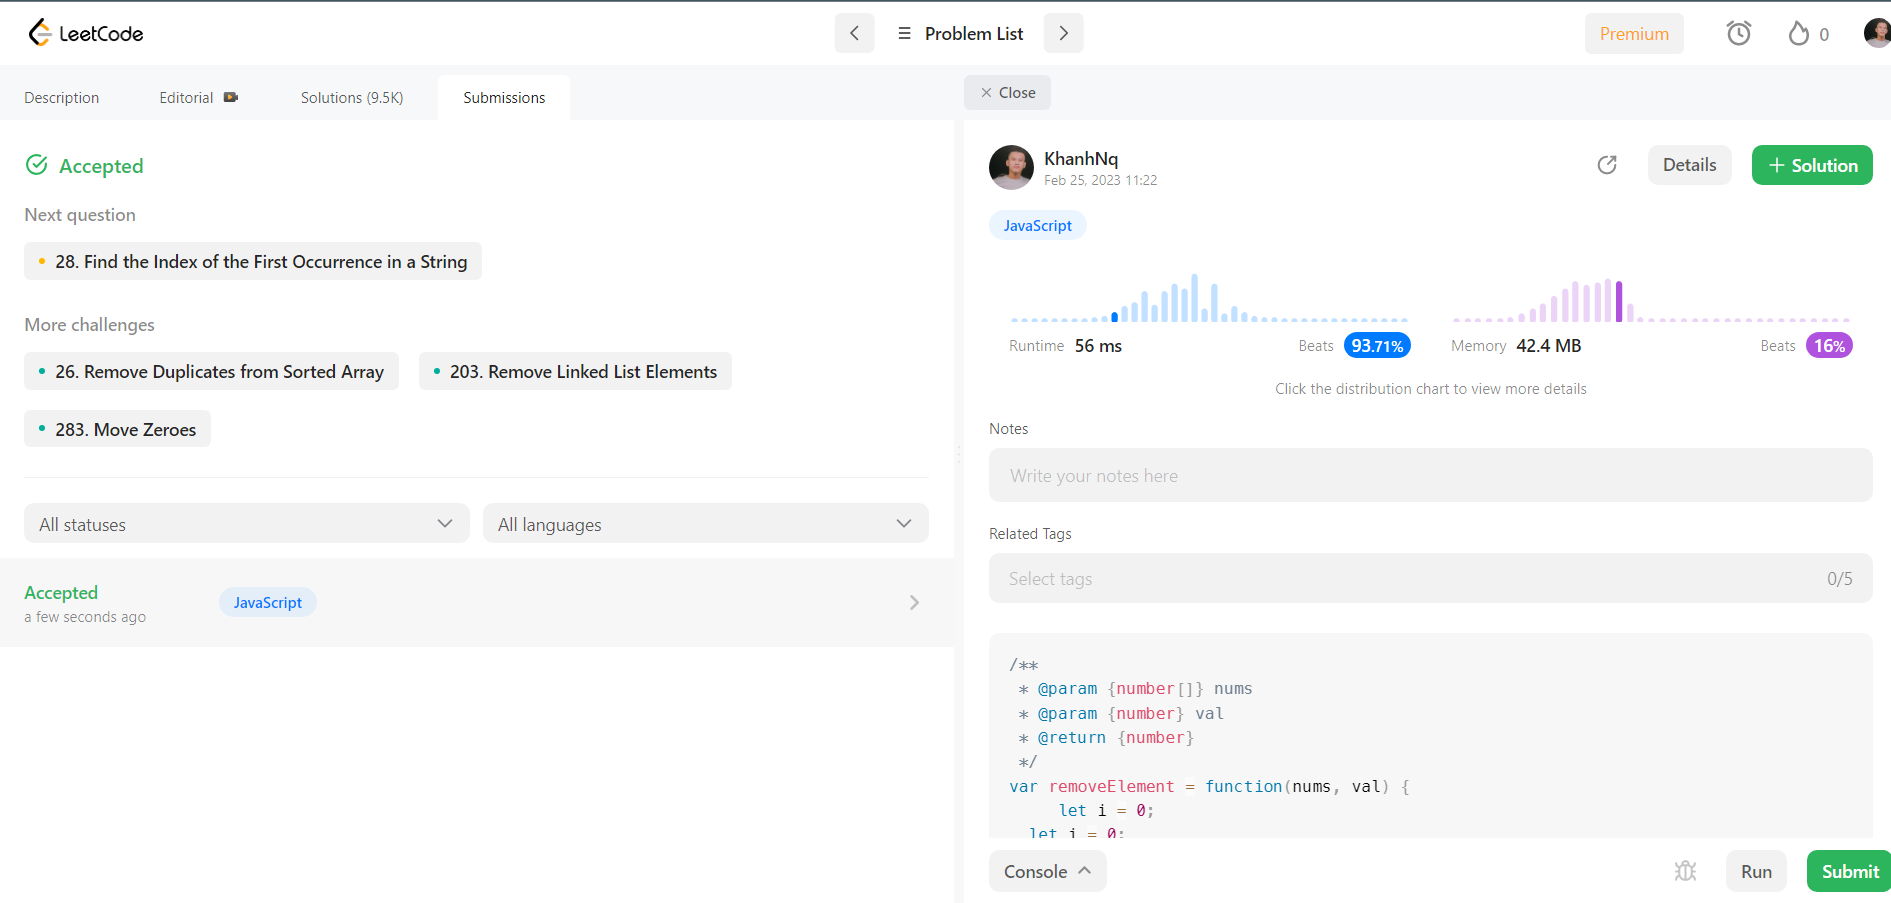 LeetCode
Problem List
Premium
0
Description
Editorial
Solutions (9.5K)
Submissions
Close
Accepted
Next question
28. Find the Index of the First Occurrence in a String
More challenges
26. Remove Duplicates from Sorted Array
203. Remove Linked List Elements
283. Move Zeroes
All statuses
All languages
Accepted
a few seconds ago
JavaScript
KhanhNq
Feb 25, 2023 11:22
Details
+ Solution
JavaScript
Runtime 56 ms
Beats 93.71%
Memory 42.4 MB
Beats 16%
Click the distribution chart to view more details
Notes
Write your notes here
Related Tags
Select tags
0/5
/**
* @param {number[]} nums
* @param {number} val
* @return {number}
*/
var removeElement = function(nums, val) {
let i = 0;
let j = 0;
Console
Run
Submit